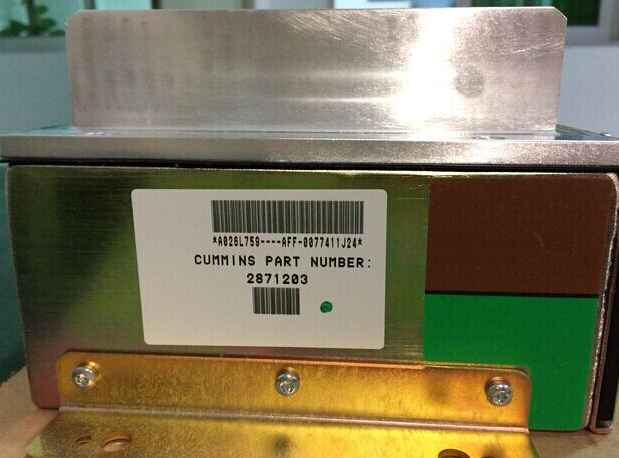 *A026L759----AFF-0077411J24*
CUMMINS PART NUMBER:
2871203